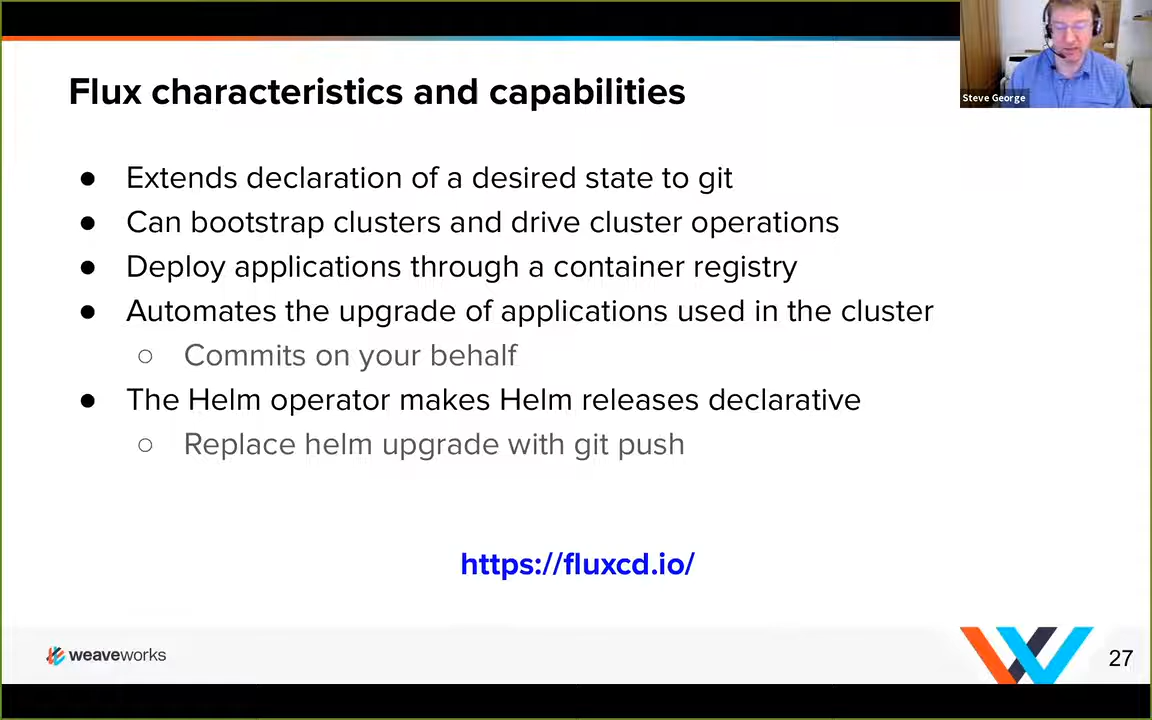 Flux characteristics and capabilities
Steve George
● Extends declaration of a desired state to git
● Can bootstrap clusters and drive cluster operations
● Deploy applications through a container registry
● Automates the upgrade of applications used in the cluster
○ Commits on your behalf
● The Helm operator makes Helm releases declarative
○ Replace helm upgrade with git push
https://fluxcd.io/
weaveworks
27